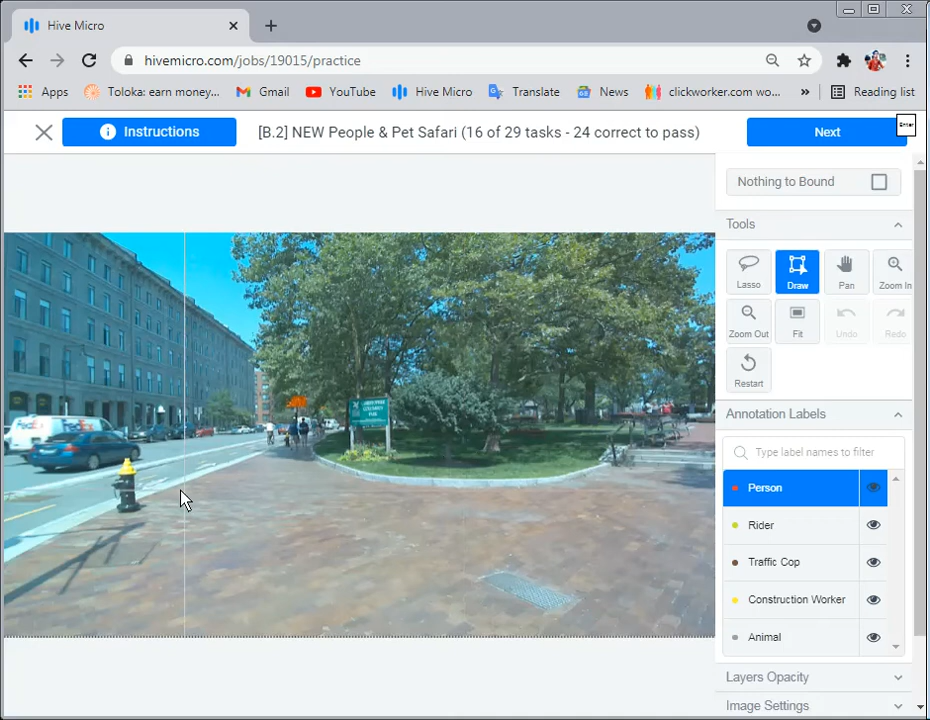 Hive Micro
hivemicro.com/jobs/19015/practice
Apps
Toloka: earn money...
Gmail
YouTube
Hive Micro
Translate
News
clickworker.com wo...
»
Reading list
Instructions
[B.2] NEW People & Pet Safari (16 of 29 tasks - 24 correct to pass)
Next
Enter
Nothing to Bound
Tools
Lasso
Draw
Pan
Zoom In
Zoom Out
Fit
Undo
Redo
Restart
FedEx
Annotation Labels
Type label names to filter
Person
Rider
Traffic Cop
Construction Worker
Animal
Layers Opacity
Image Settings